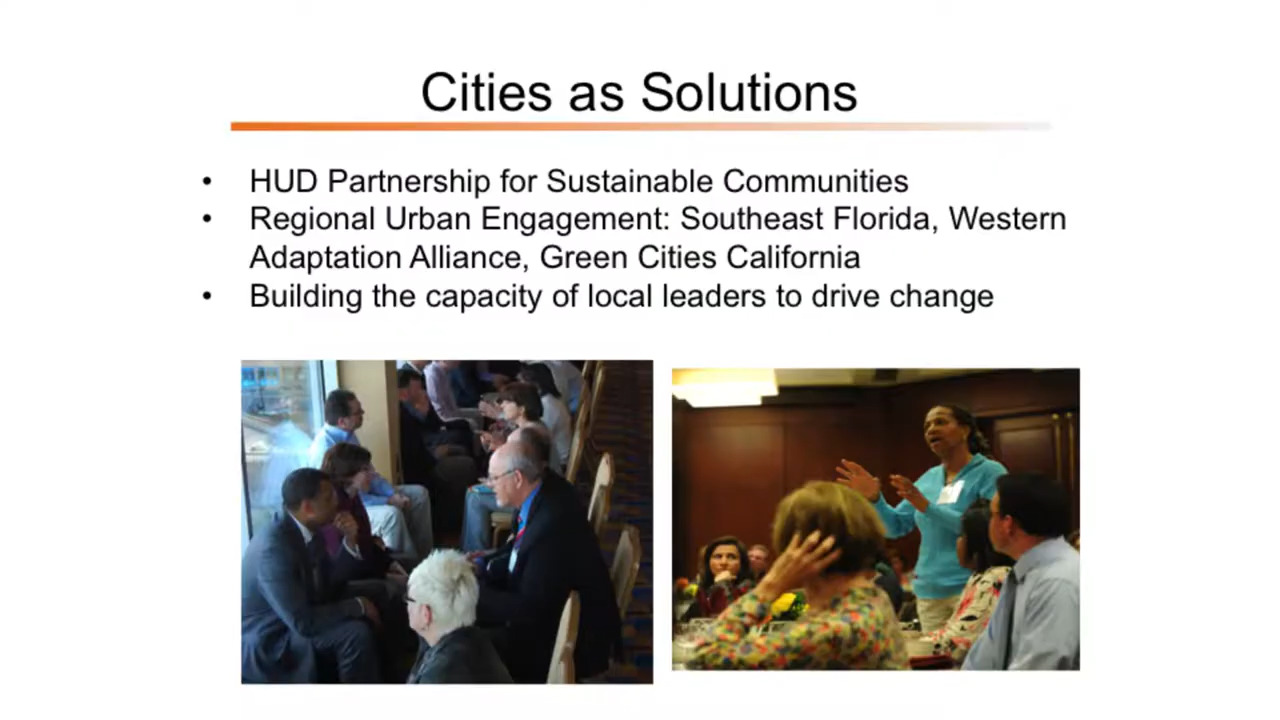 Cities as Solutions
• HUD Partnership for Sustainable Communities
• Regional Urban Engagement: Southeast Florida, Western
Adaptation Alliance, Green Cities California
• Building the capacity of local leaders to drive change